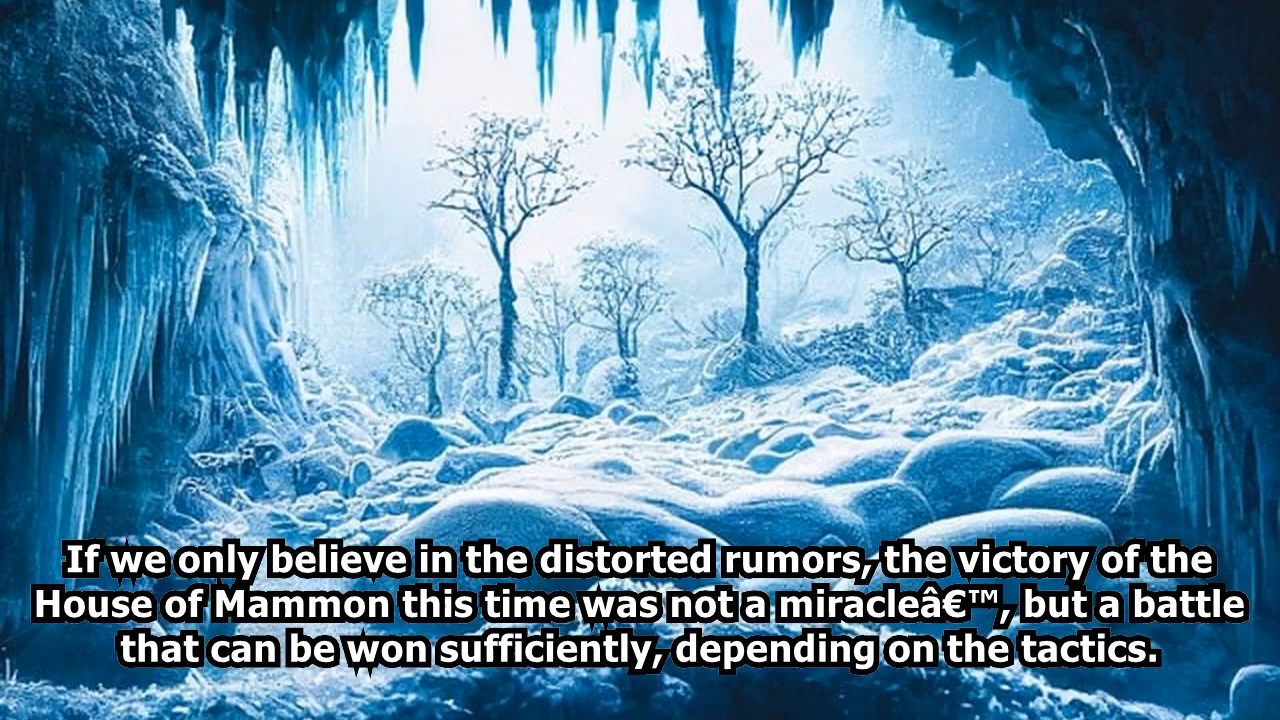 If we only believe in the distorted rumors, the victory of the
House of Mammon this time was not a miracleâ€™, but a battle
that can be won sufficiently, depending on the tactics.